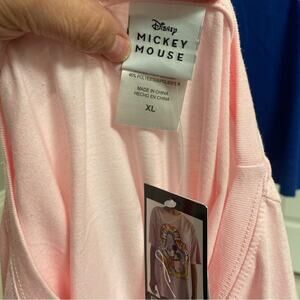 Disney
MICKEY
MOUSE
MADE IN CHINA
HECHO EN CHINA
XL